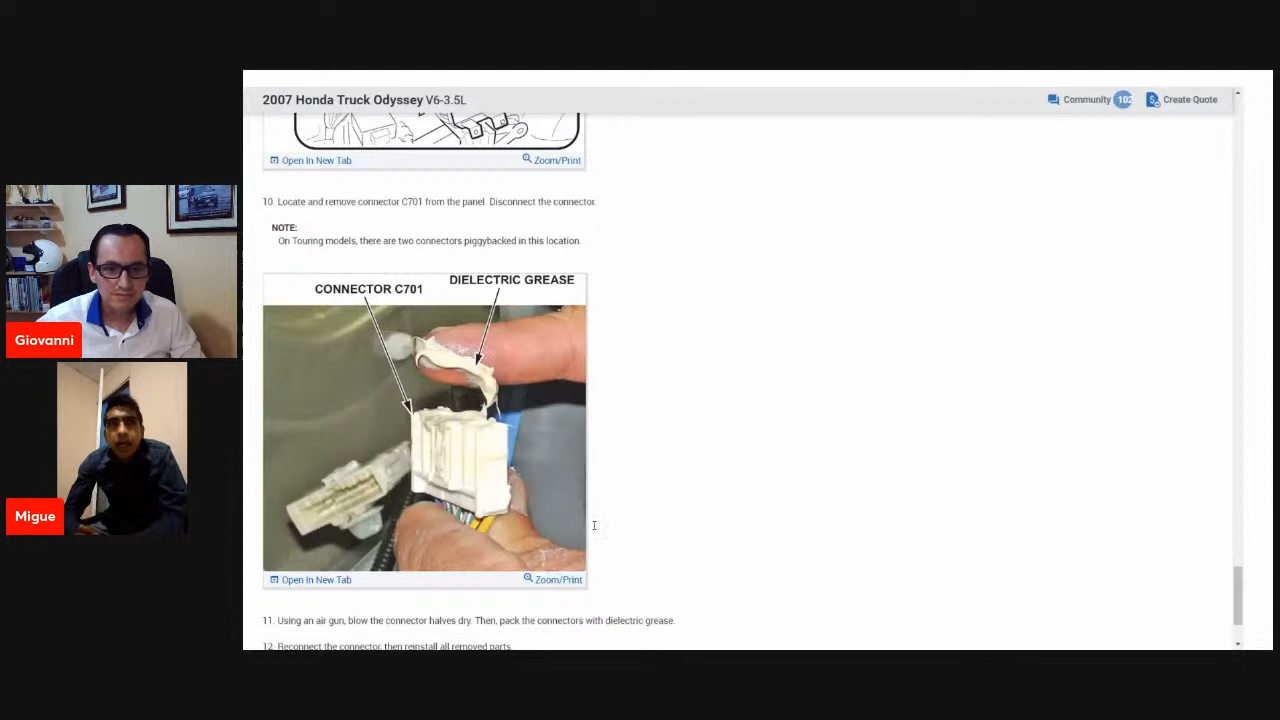 2007 Honda Truck Odyssey V6-3.5L
Community 102
Create Quote
Open In New Tab
Zoom/Print
10. Locate and remove connector C701 from the panel. Disconnect the connector.
NOTE:
On Touring models, there are two connectors piggybacked in this location.
CONNECTOR C701
DIELECTRIC GREASE
Giovanni
Migue
Open In New Tab
Zoom/Print
11. Using an air gun, blow the connector halves dry. Then, pack the connectors with dielectric grease.
12. Reconnect the connector, then reinstall all removed parts.